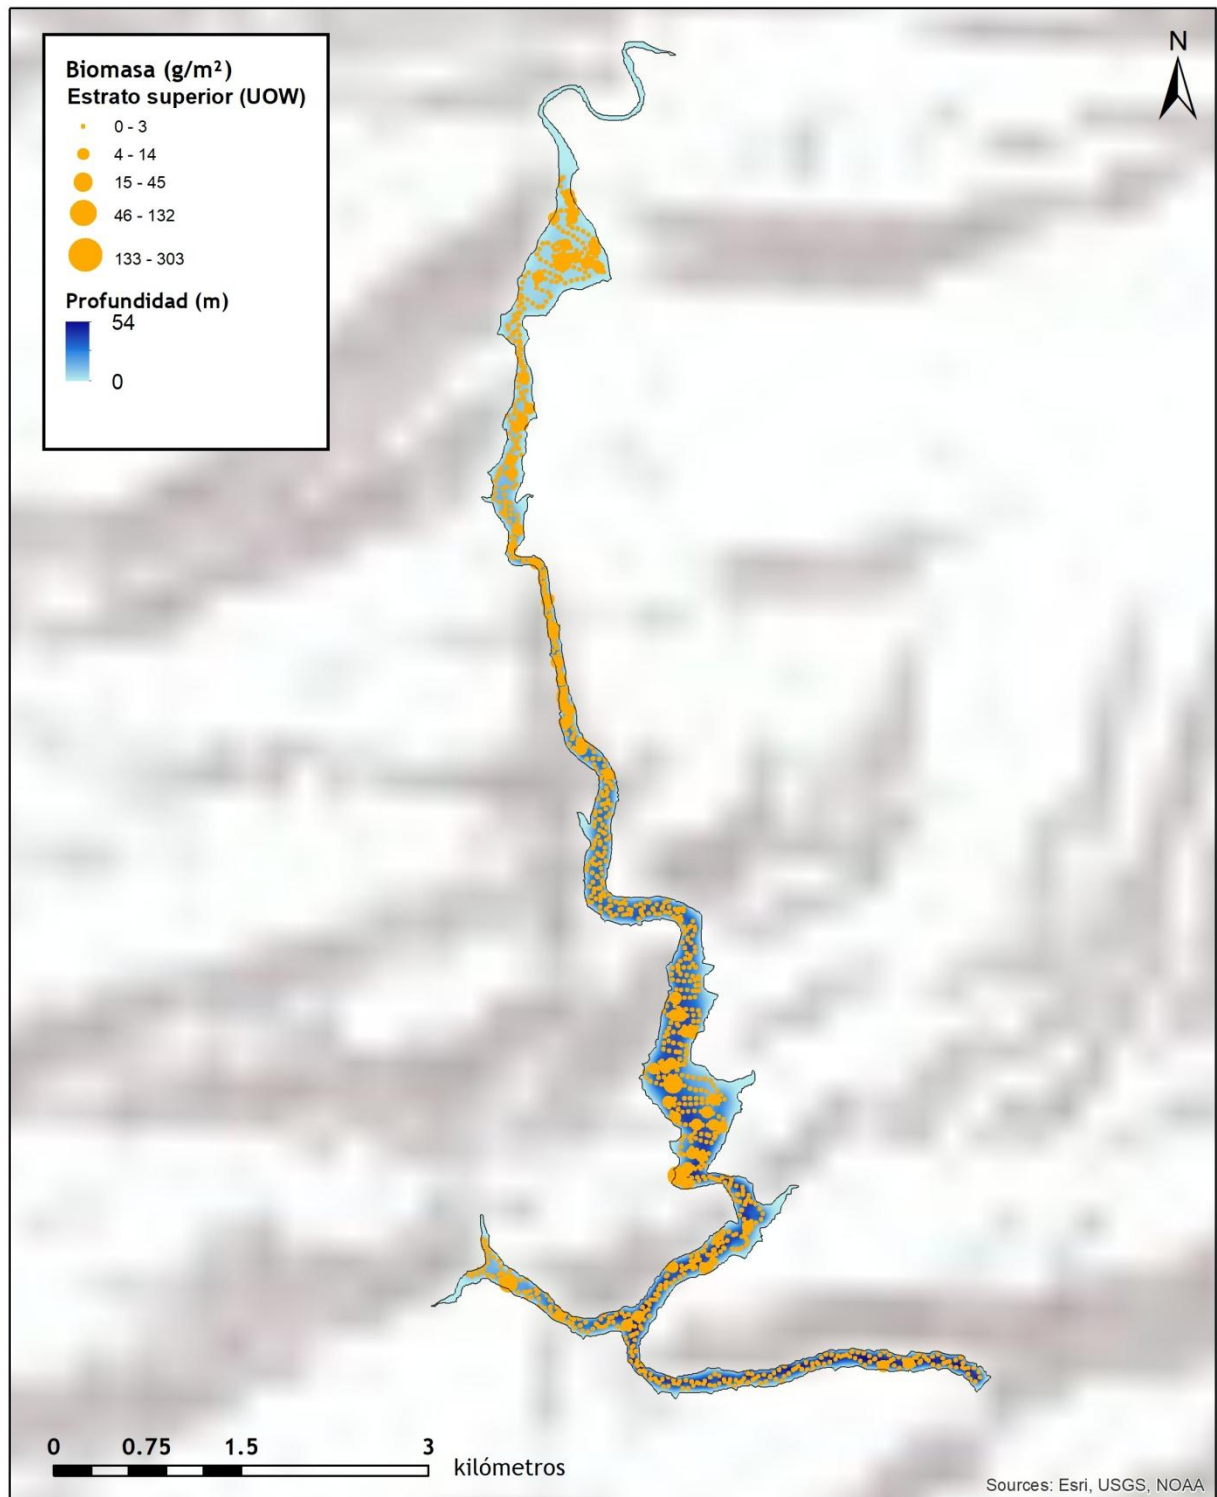 N
Biomasa (g/m²)
Estrato superior (UOW)
0 - 3
4 - 14
15 - 45
46 - 132
133 - 303
Profundidad (m)
54
0
0 0.75 1.5 3
kilómetros
Sources: Esri, USGS, NOAA